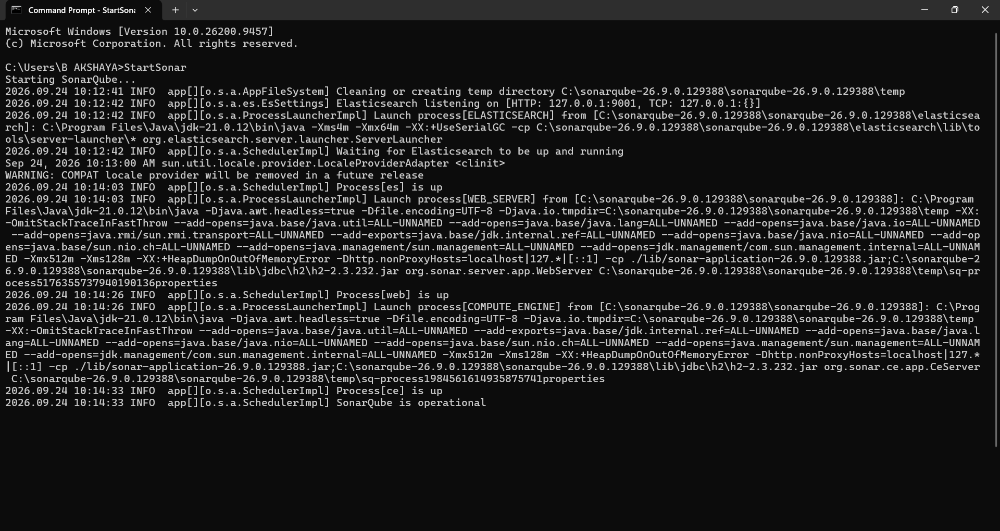 Command Prompt - StartSona
Microsoft Windows [Version 10.0.26200.9457]
(c) Microsoft Corporation. All rights reserved.
C:\Users\B AKSHAYA>StartSonar
Starting SonarQube...
2026.09.24 10:12:41 INFO  app[][o.s.a.AppFileSystem] Cleaning or creating temp directory C:\sonarqube-26.9.0.129388\sonarqube-26.9.0.129388\temp
2026.09.24 10:12:42 INFO  app[][o.s.a.es.EsSettings] Elasticsearch listening on [HTTP: 127.0.0.1:9001, TCP: 127.0.0.1:{}]
2026.09.24 10:12:42 INFO  app[][o.s.a.ProcessLauncherImpl] Launch process[ELASTICSEARCH] from [C:\sonarqube-26.9.0.129388\sonarqube-26.9.0.129388\elasticsea
rch]: C:\Program Files\Java\jdk-21.0.12\bin\java -Xms4m -Xmx64m -XX:+UseSerialGC -cp C:\sonarqube-26.9.0.129388\sonarqube-26.9.0.129388\elasticsearch\lib\to
ols\server-launcher\* org.elasticsearch.server.launcher.ServerLauncher
2026.09.24 10:12:42 INFO  app[][o.s.a.SchedulerImpl] Waiting for Elasticsearch to be up and running
Sep 24, 2026 10:13:00 AM sun.util.locale.provider.LocaleProviderAdapter <clinit>
WARNING: COMPAT locale provider will be removed in a future release
2026.09.24 10:14:03 INFO  app[][o.s.a.SchedulerImpl] Process[es] is up
2026.09.24 10:14:03 INFO  app[][o.s.a.ProcessLauncherImpl] Launch process[WEB_SERVER] from [C:\sonarqube-26.9.0.129388\sonarqube-26.9.0.129388]: C:\Program
Files\Java\jdk-21.0.12\bin\java -Djava.awt.headless=true -Dfile.encoding=UTF-8 -Djava.io.tmpdir=C:\sonarqube-26.9.0.129388\sonarqube-26.9.0.129388\temp -XX:
-OmitStackTraceInFastThrow --add-opens=java.base/java.util=ALL-UNNAMED --add-opens=java.base/java.lang=ALL-UNNAMED --add-opens=java.base/java.io=ALL-UNNAMED
 --add-opens=java.rmi/sun.rmi.transport=ALL-UNNAMED --add-exports=java.base/jdk.internal.ref=ALL-UNNAMED --add-opens=java.base/java.nio=ALL-UNNAMED --add-op
ens=java.base/sun.nio.ch=ALL-UNNAMED --add-opens=java.management/sun.management=ALL-UNNAMED --add-opens=jdk.management/com.sun.management.internal=ALL-UNNAM
ED -Xmx512m -Xms128m -XX:+HeapDumpOnOutOfMemoryError -Dhttp.nonProxyHosts=localhost|127.*|[::1] -cp ./lib/sonar-application-26.9.0.129388.jar;C:\sonarqube-2
6.9.0.129388\sonarqube-26.9.0.129388\lib\jdbc\h2\h2-2.3.232.jar org.sonar.server.app.WebServer C:\sonarqube-26.9.0.129388\sonarqube-26.9.0.129388\temp\sq-pr
ocess5176355737940190136properties
2026.09.24 10:14:26 INFO  app[][o.s.a.SchedulerImpl] Process[web] is up
2026.09.24 10:14:26 INFO  app[][o.s.a.ProcessLauncherImpl] Launch process[COMPUTE_ENGINE] from [C:\sonarqube-26.9.0.129388\sonarqube-26.9.0.129388]: C:\Prog
ram Files\Java\jdk-21.0.12\bin\java -Djava.awt.headless=true -Dfile.encoding=UTF-8 -Djava.io.tmpdir=C:\sonarqube-26.9.0.129388\sonarqube-26.9.0.129388\temp
-XX:-OmitStackTraceInFastThrow --add-opens=java.base/java.util=ALL-UNNAMED --add-exports=java.base/jdk.internal.ref=ALL-UNNAMED --add-opens=java.base/java.l
ang=ALL-UNNAMED --add-opens=java.base/java.nio=ALL-UNNAMED --add-opens=java.base/sun.nio.ch=ALL-UNNAMED --add-opens=java.management/sun.management=ALL-UNNAM
ED --add-opens=jdk.management/com.sun.management.internal=ALL-UNNAMED -Xmx512m -Xms128m -XX:+HeapDumpOnOutOfMemoryError -Dhttp.nonProxyHosts=localhost|127.*
|[::1] -cp ./lib/sonar-application-26.9.0.129388.jar;C:\sonarqube-26.9.0.129388\sonarqube-26.9.0.129388\lib\jdbc\h2\h2-2.3.232.jar org.sonar.ce.app.CeServer
 C:\sonarqube-26.9.0.129388\sonarqube-26.9.0.129388\temp\sq-process1984561614935875741properties
2026.09.24 10:14:33 INFO  app[][o.s.a.SchedulerImpl] Process[ce] is up
2026.09.24 10:14:33 INFO  app[][o.s.a.SchedulerImpl] SonarQube is operational